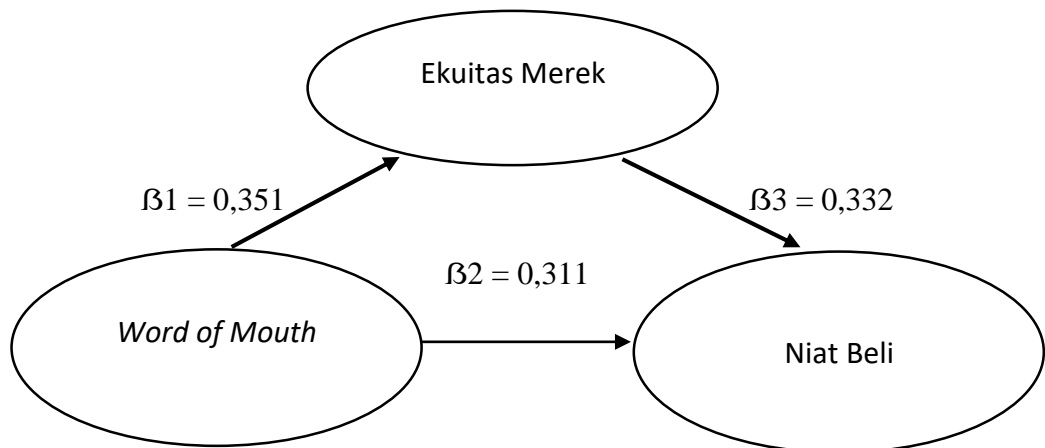 Ekuitas Merek
ẞ1 = 0,351
ẞ3 = 0,332
ẞ2 = 0,311
Word of Mouth
Niat Beli